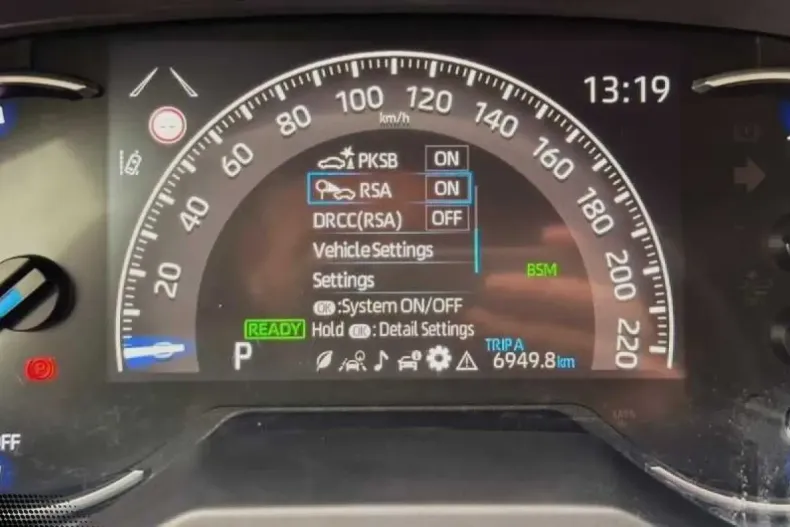 13:19
100 120
80 km/h 140
60 160
40 180
20 200
220
PKSB ON
RSA ON
DRCC(RSA) OFF
Vehicle Settings
Settings
BSM
OK :System ON/OFF
READY Hold OK : Detail Settings
P
TRIP A
6949.8 km
(P)
FF